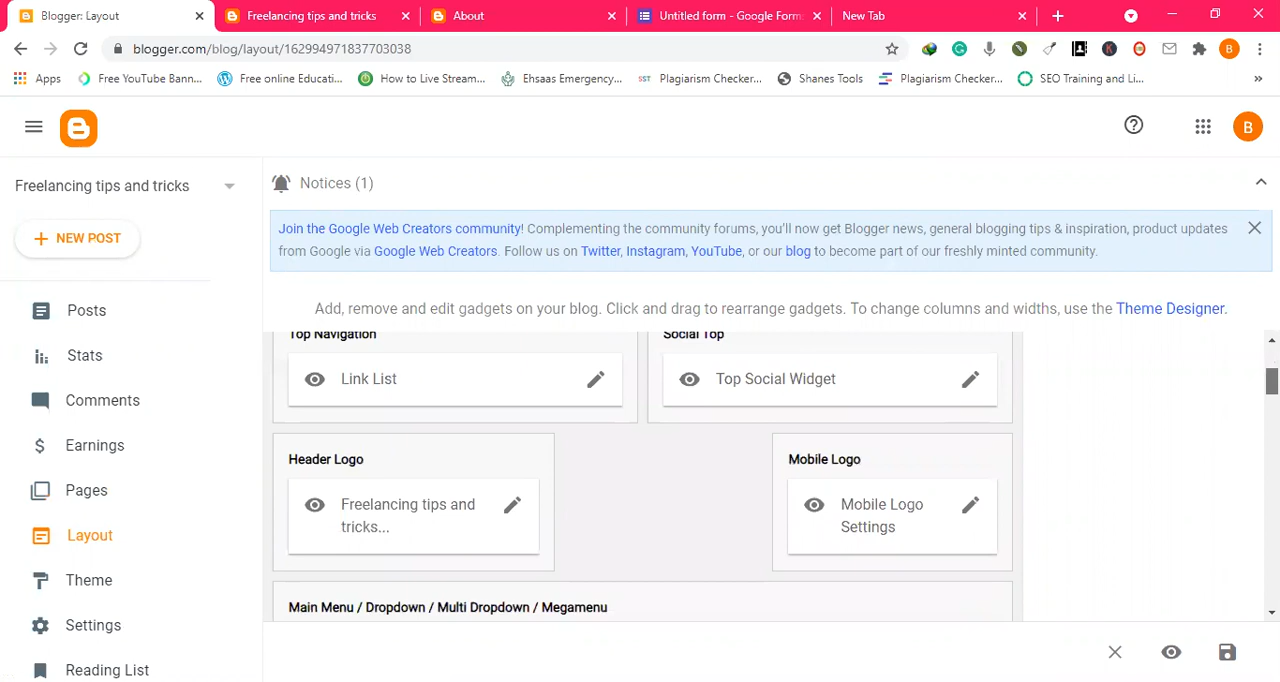 Blogger: Layout
Freelancing tips and tricks
About
Untitled form - Google Form
New Tab
blogger.com/blog/layout/162994971837703038
Apps
Free YouTube Bann...
Free online Educati...
How to Live Stream...
Ehsaas Emergency...
SST Plagiarism Checker...
Shanes Tools
Plagiarism Checker...
SEO Training and Li...
B
Freelancing tips and tricks
Notices (1)
NEW POST
Join the Google Web Creators community! Complementing the community forums, you'll now get Blogger news, general blogging tips & inspiration, product updates
from Google via Google Web Creators. Follow us on Twitter, Instagram, YouTube, or our blog to become part of our freshly minted community.
Add, remove and edit gadgets on your blog. Click and drag to rearrange gadgets. To change columns and widths, use the Theme Designer.
Posts
Stats
Comments
Earnings
Pages
Layout
Theme
Settings
Reading List
Top Navigation
Link List
Social Top
Top Social Widget
Header Logo
Freelancing tips and
tricks...
Mobile Logo
Mobile Logo
Settings
Main Menu / Dropdown / Multi Dropdown / Megamenu